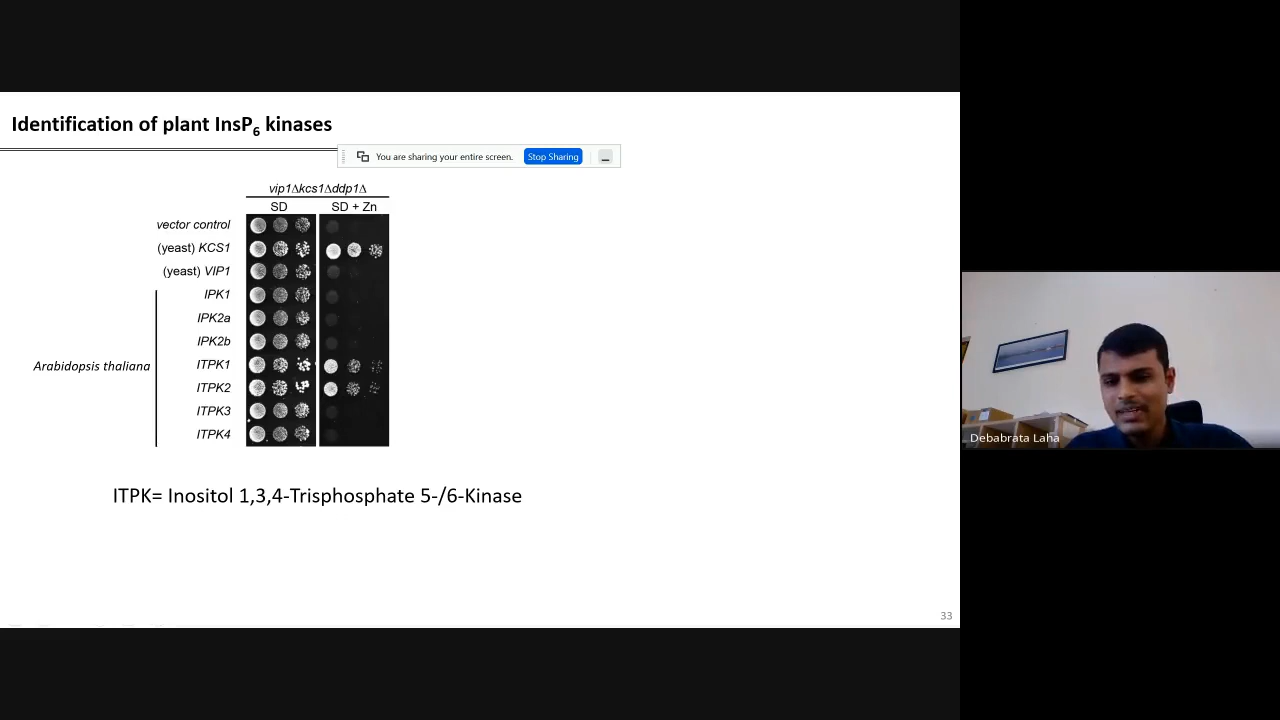 Identification of plant InsP6 kinases
You are sharing your entire screen. Stop Sharing
vip1Δkcs1Δddp1Δ
SD SD + Zn
vector control
(yeast) KCS1
(yeast) VIP1
IPK1
IPK2a
IPK2b
Arabidopsis thaliana ITPK1
ITPK2
ITPK3
ITPK4
ITPK= Inositol 1,3,4-Trisphosphate 5-/6-Kinase
33
Debabrata Laha